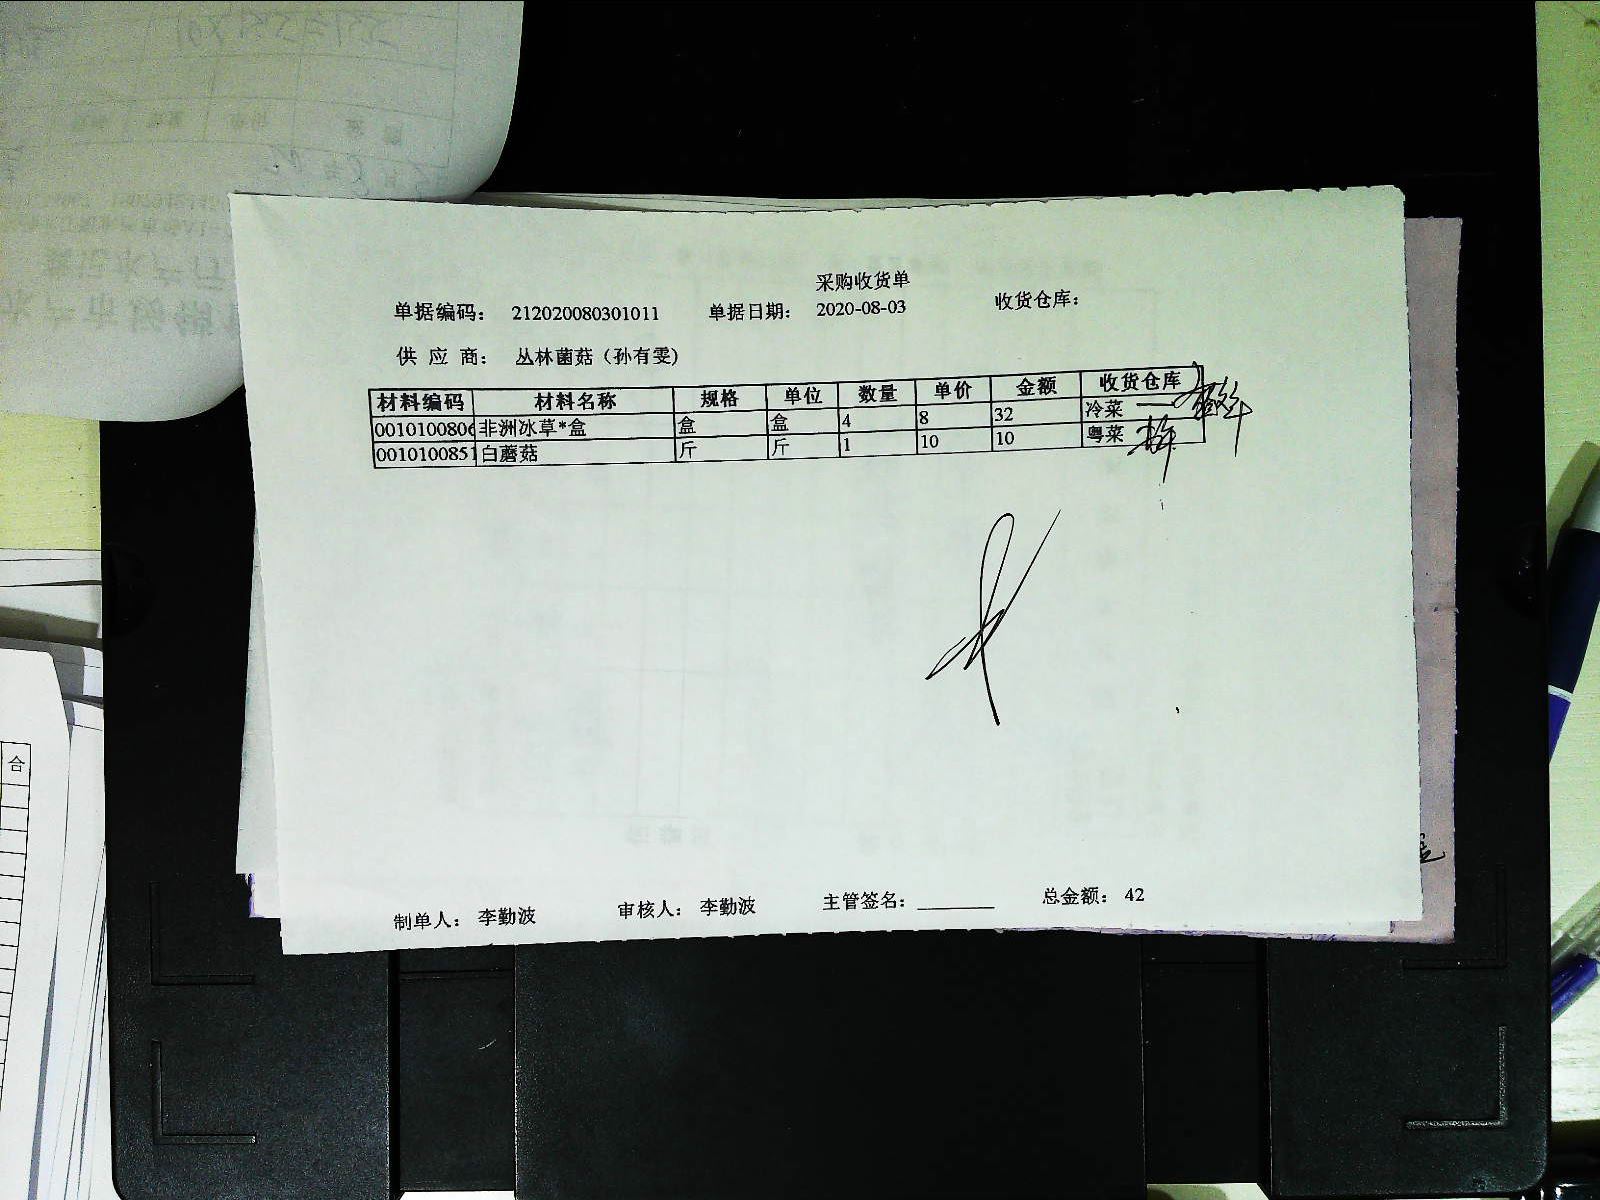 采购收货单
单据编码： 212020080301011 单据日期： 2020-08-03 收货仓库：
供 应 商： 丛林菌菇（孙有雯）
材料编码 材料名称 规格 单位 数量 单价 金额 收货仓库
0010100806 非洲冰草*盒 盒 盒 4 8 32 冷菜
0010100851 白蘑菇 斤 斤 1 10 10 粤菜
制单人： 李勤波 审核人： 李勤波 主管签名：________ 总金额： 42
合